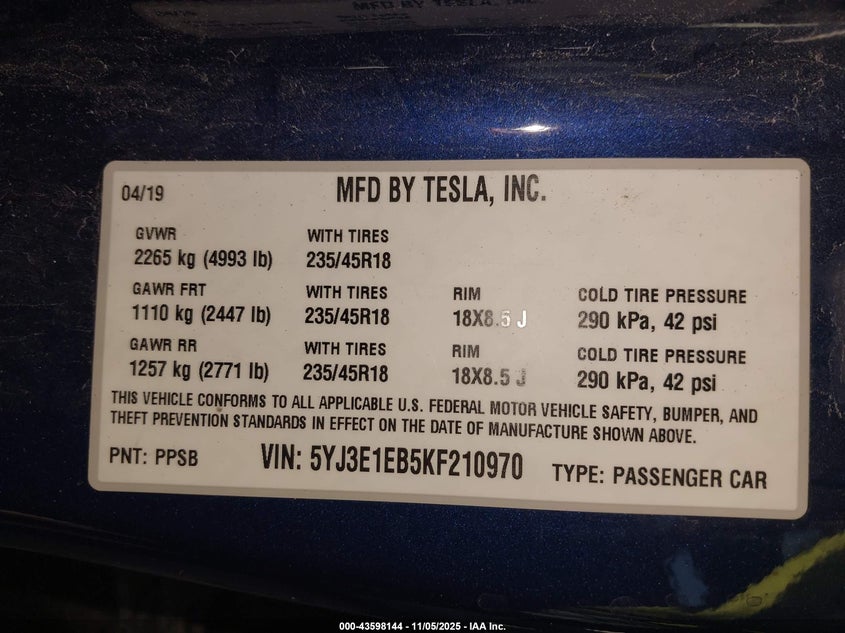 MFD BY TESLA, INC.
04/19 MFD BY TESLA, INC.
GVWR WITH TIRES
2265 kg (4993 lb) 235/45R18
GAWR FRT WITH TIRES RIM COLD TIRE PRESSURE
1110 kg (2447 lb) 235/45R18 18X8.5 J 290 kPa, 42 psi
GAWR RR WITH TIRES RIM COLD TIRE PRESSURE
1257 kg (2771 lb) 235/45R18 18X8.5 J 290 kPa, 42 psi
THIS VEHICLE CONFORMS TO ALL APPLICABLE U.S. FEDERAL MOTOR VEHICLE SAFETY, BUMPER, AND
THEFT PREVENTION STANDARDS IN EFFECT ON THE DATE OF MANUFACTURE SHOWN ABOVE.
PNT: PPSB VIN: 5YJ3E1EB5KF210970 TYPE: PASSENGER CAR
000-43598144 - 11/05/2025 - IAA Inc.